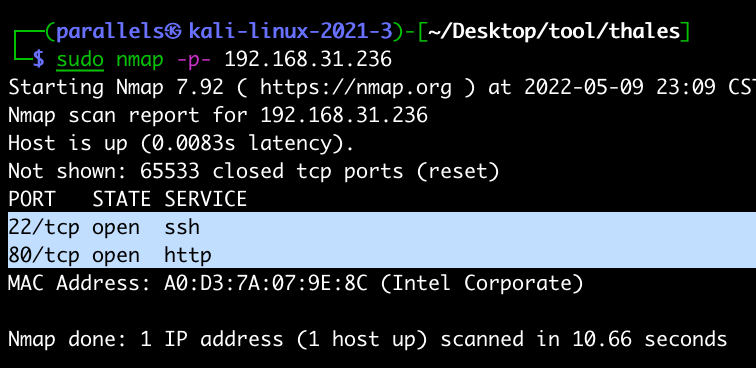 ┌──(parallels㉿kali-linux-2021-3)-[~/Desktop/tool/thales]
└─$ sudo nmap -p- 192.168.31.236
Starting Nmap 7.92 ( https://nmap.org ) at 2022-05-09 23:09 CS
Nmap scan report for 192.168.31.236
Host is up (0.0083s latency).
Not shown: 65533 closed tcp ports (reset)
PORT   STATE SERVICE
22/tcp open  ssh
80/tcp open  http
MAC Address: A0:D3:7A:07:9E:8C (Intel Corporate)
Nmap done: 1 IP address (1 host up) scanned in 10.66 seconds